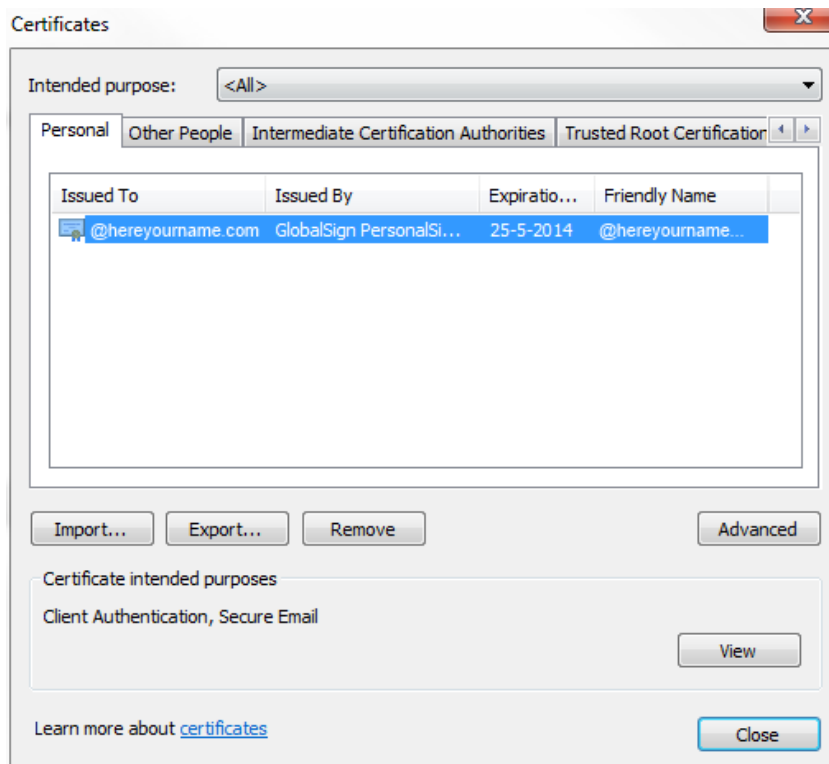 Certificates
Intended purpose: <All>
Personal Other People Intermediate Certification Authorities Trusted Root Certification
Issued To Issued By Expiratio... Friendly Name
@hereyourname.com GlobalSign PersonalSi... 25-5-2014 @hereyourname...
Import... Export... Remove Advanced
Certificate intended purposes
Client Authentication, Secure Email
View
Learn more about certificates
Close